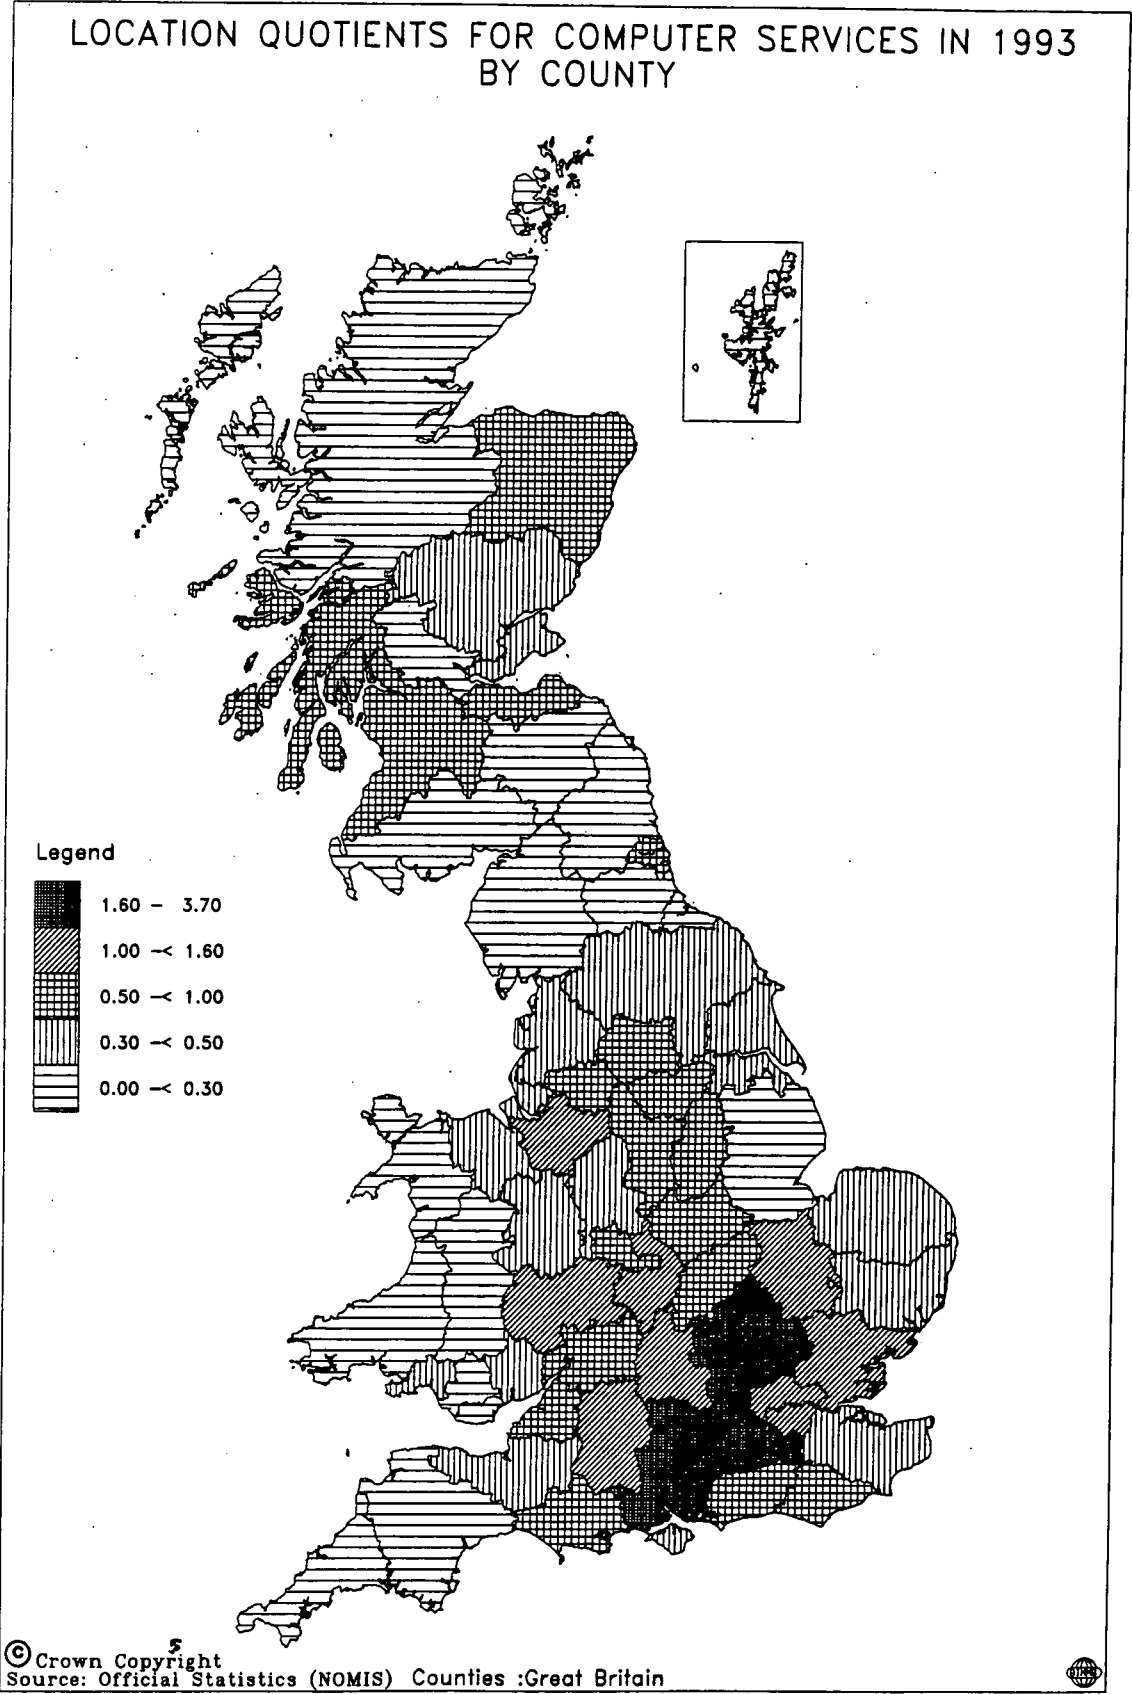 LOCATION QUOTIENTS FOR COMPUTER SERVICES IN 1993
BY COUNTY
Legend
1.60 - 3.70
1.00 -< 1.60
0.50 -< 1.00
0.30 -< 0.50
0.00 -< 0.30
5
© Crown Copyright
Source: Official Statistics (NOMIS) Counties :Great Britain